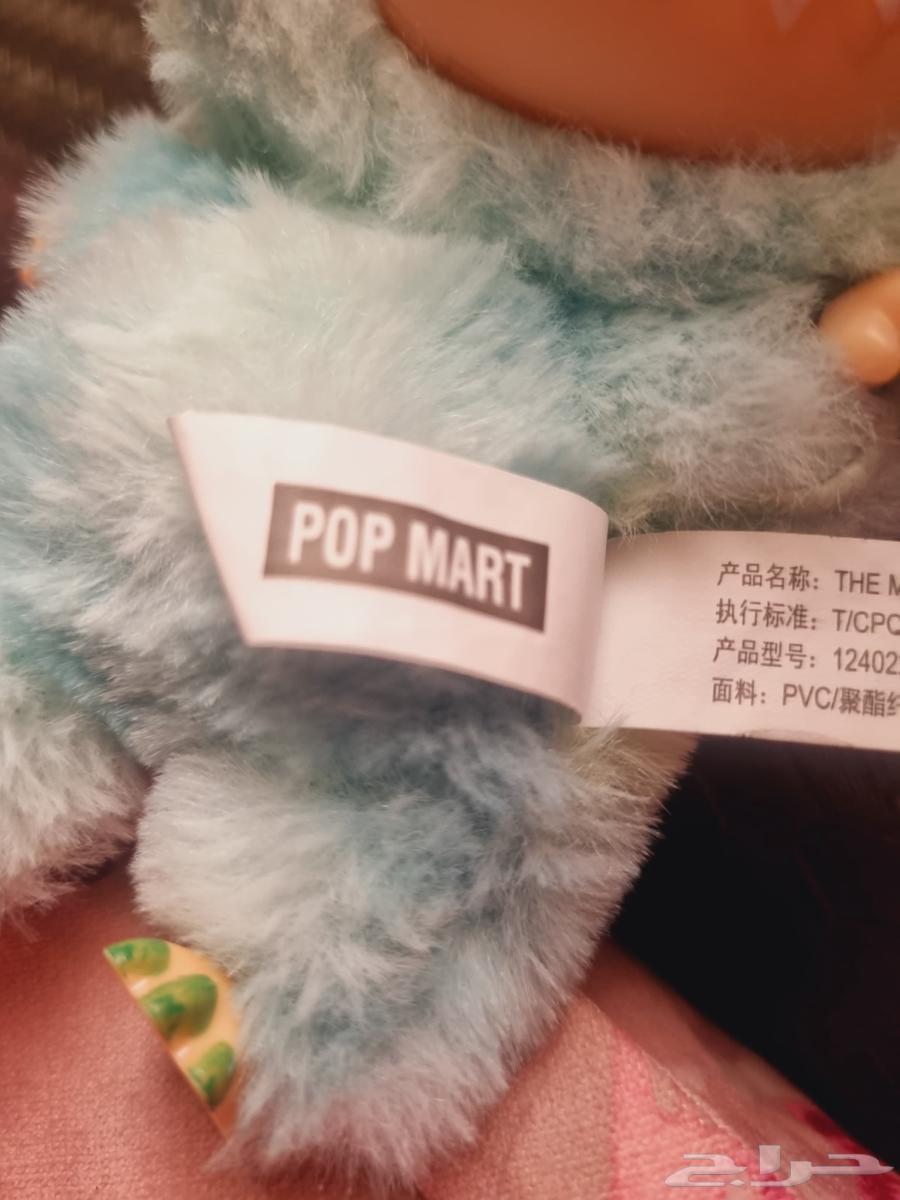 POP MART
产品名称：THE M
执行标准：T/CPC
产品型号：12402
面料：PVC/聚酯纤
حراج